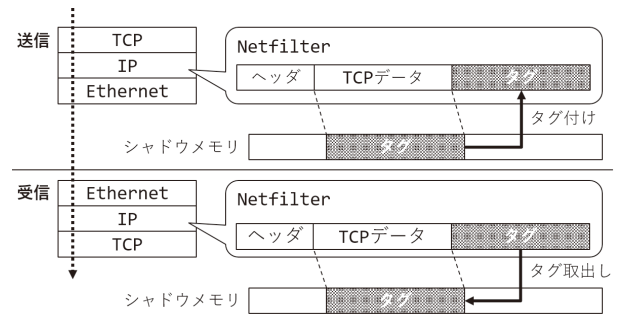 送信
TCP
IP
Ethernet
Netfilter
ヘッダ TCPデータ タグ
タグ付け
シャドウメモリ タグ
受信
Ethernet
IP
TCP
Netfilter
ヘッダ TCPデータ タグ
タグ取出し
シャドウメモリ タグ